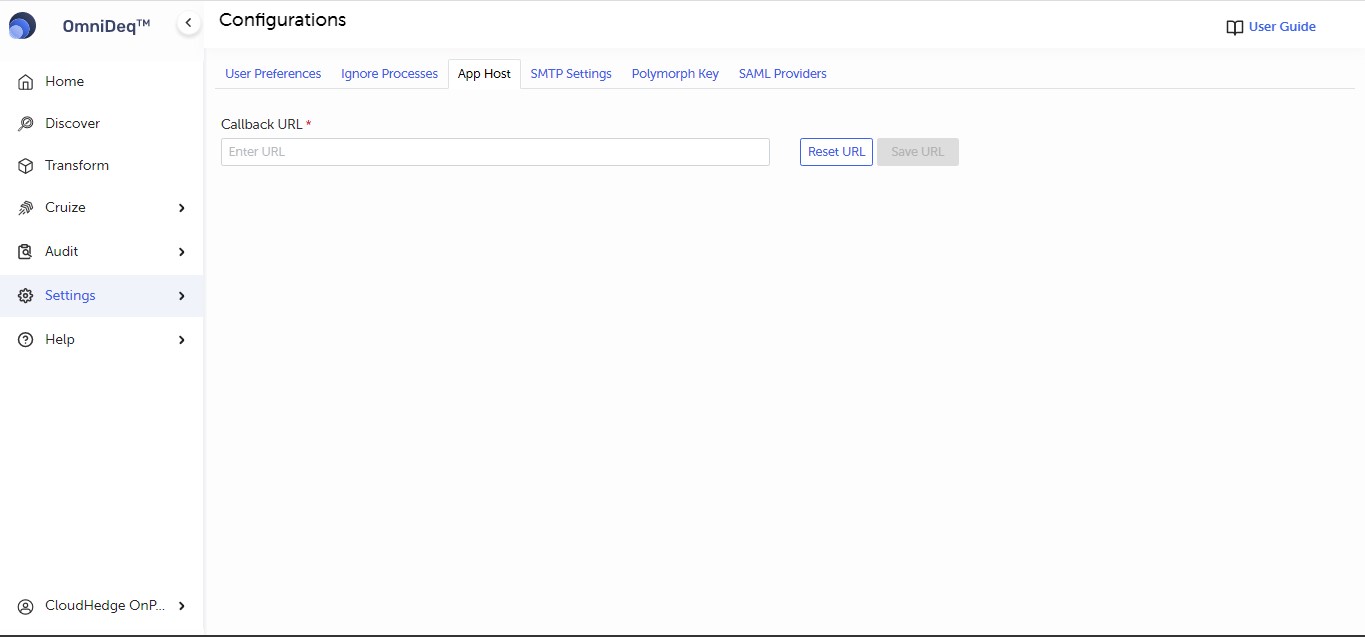 OmniDeq™
Configurations
User Guide
Home
Discover
Transform
Cruize
Audit
Settings
Help
CloudHedge OnP...
User Preferences
Ignore Processes
App Host
SMTP Settings
Polymorph Key
SAML Providers
Callback URL *
Enter URL
Reset URL
Save URL